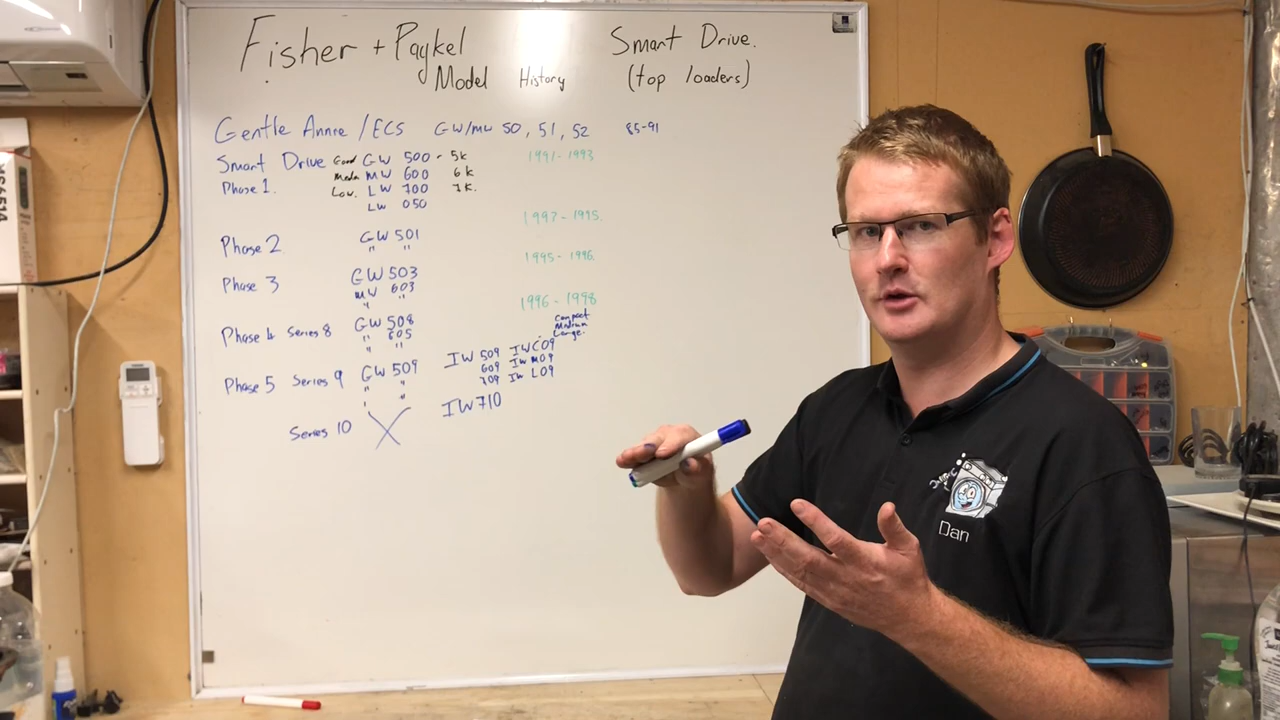 Fisher + Paykel Smart Drive.
Model History (top loaders)
Gentle Annie / ECS GW/MW 50, 51, 52 85-91
Smart Drive Good GW 500 - 5k 1991-1993
Phase 1. Medm MW 600 6k
Low. LW 700 7k.
LW 050
1997-1995.
Phase 2 GW 501
" "
1995-1996.
Phase 3 GW 503
MW 603
" "
1996-1998
Compact
Medium
Large.
Phase 4 Series 8 GW 508
" 605
" "
Phase 5 Series 9 GW 509 IW 509 IWC09
" " 609 IW M09
" " 709 IW L09
Series 10 X IW710
Dan